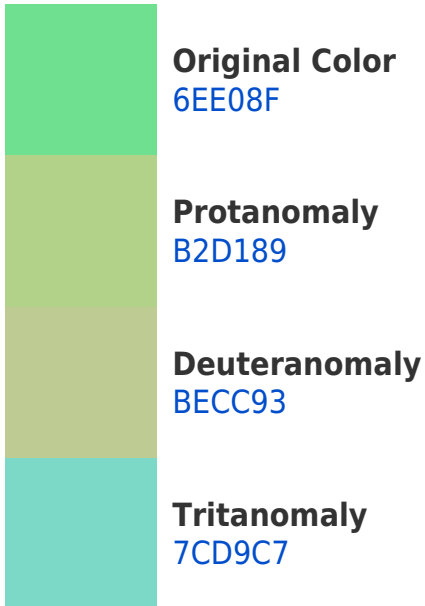 Original Color
6EE08F
Protanomaly
B2D189
Deuteranomaly
BECC93
Tritanomaly
7CD9C7